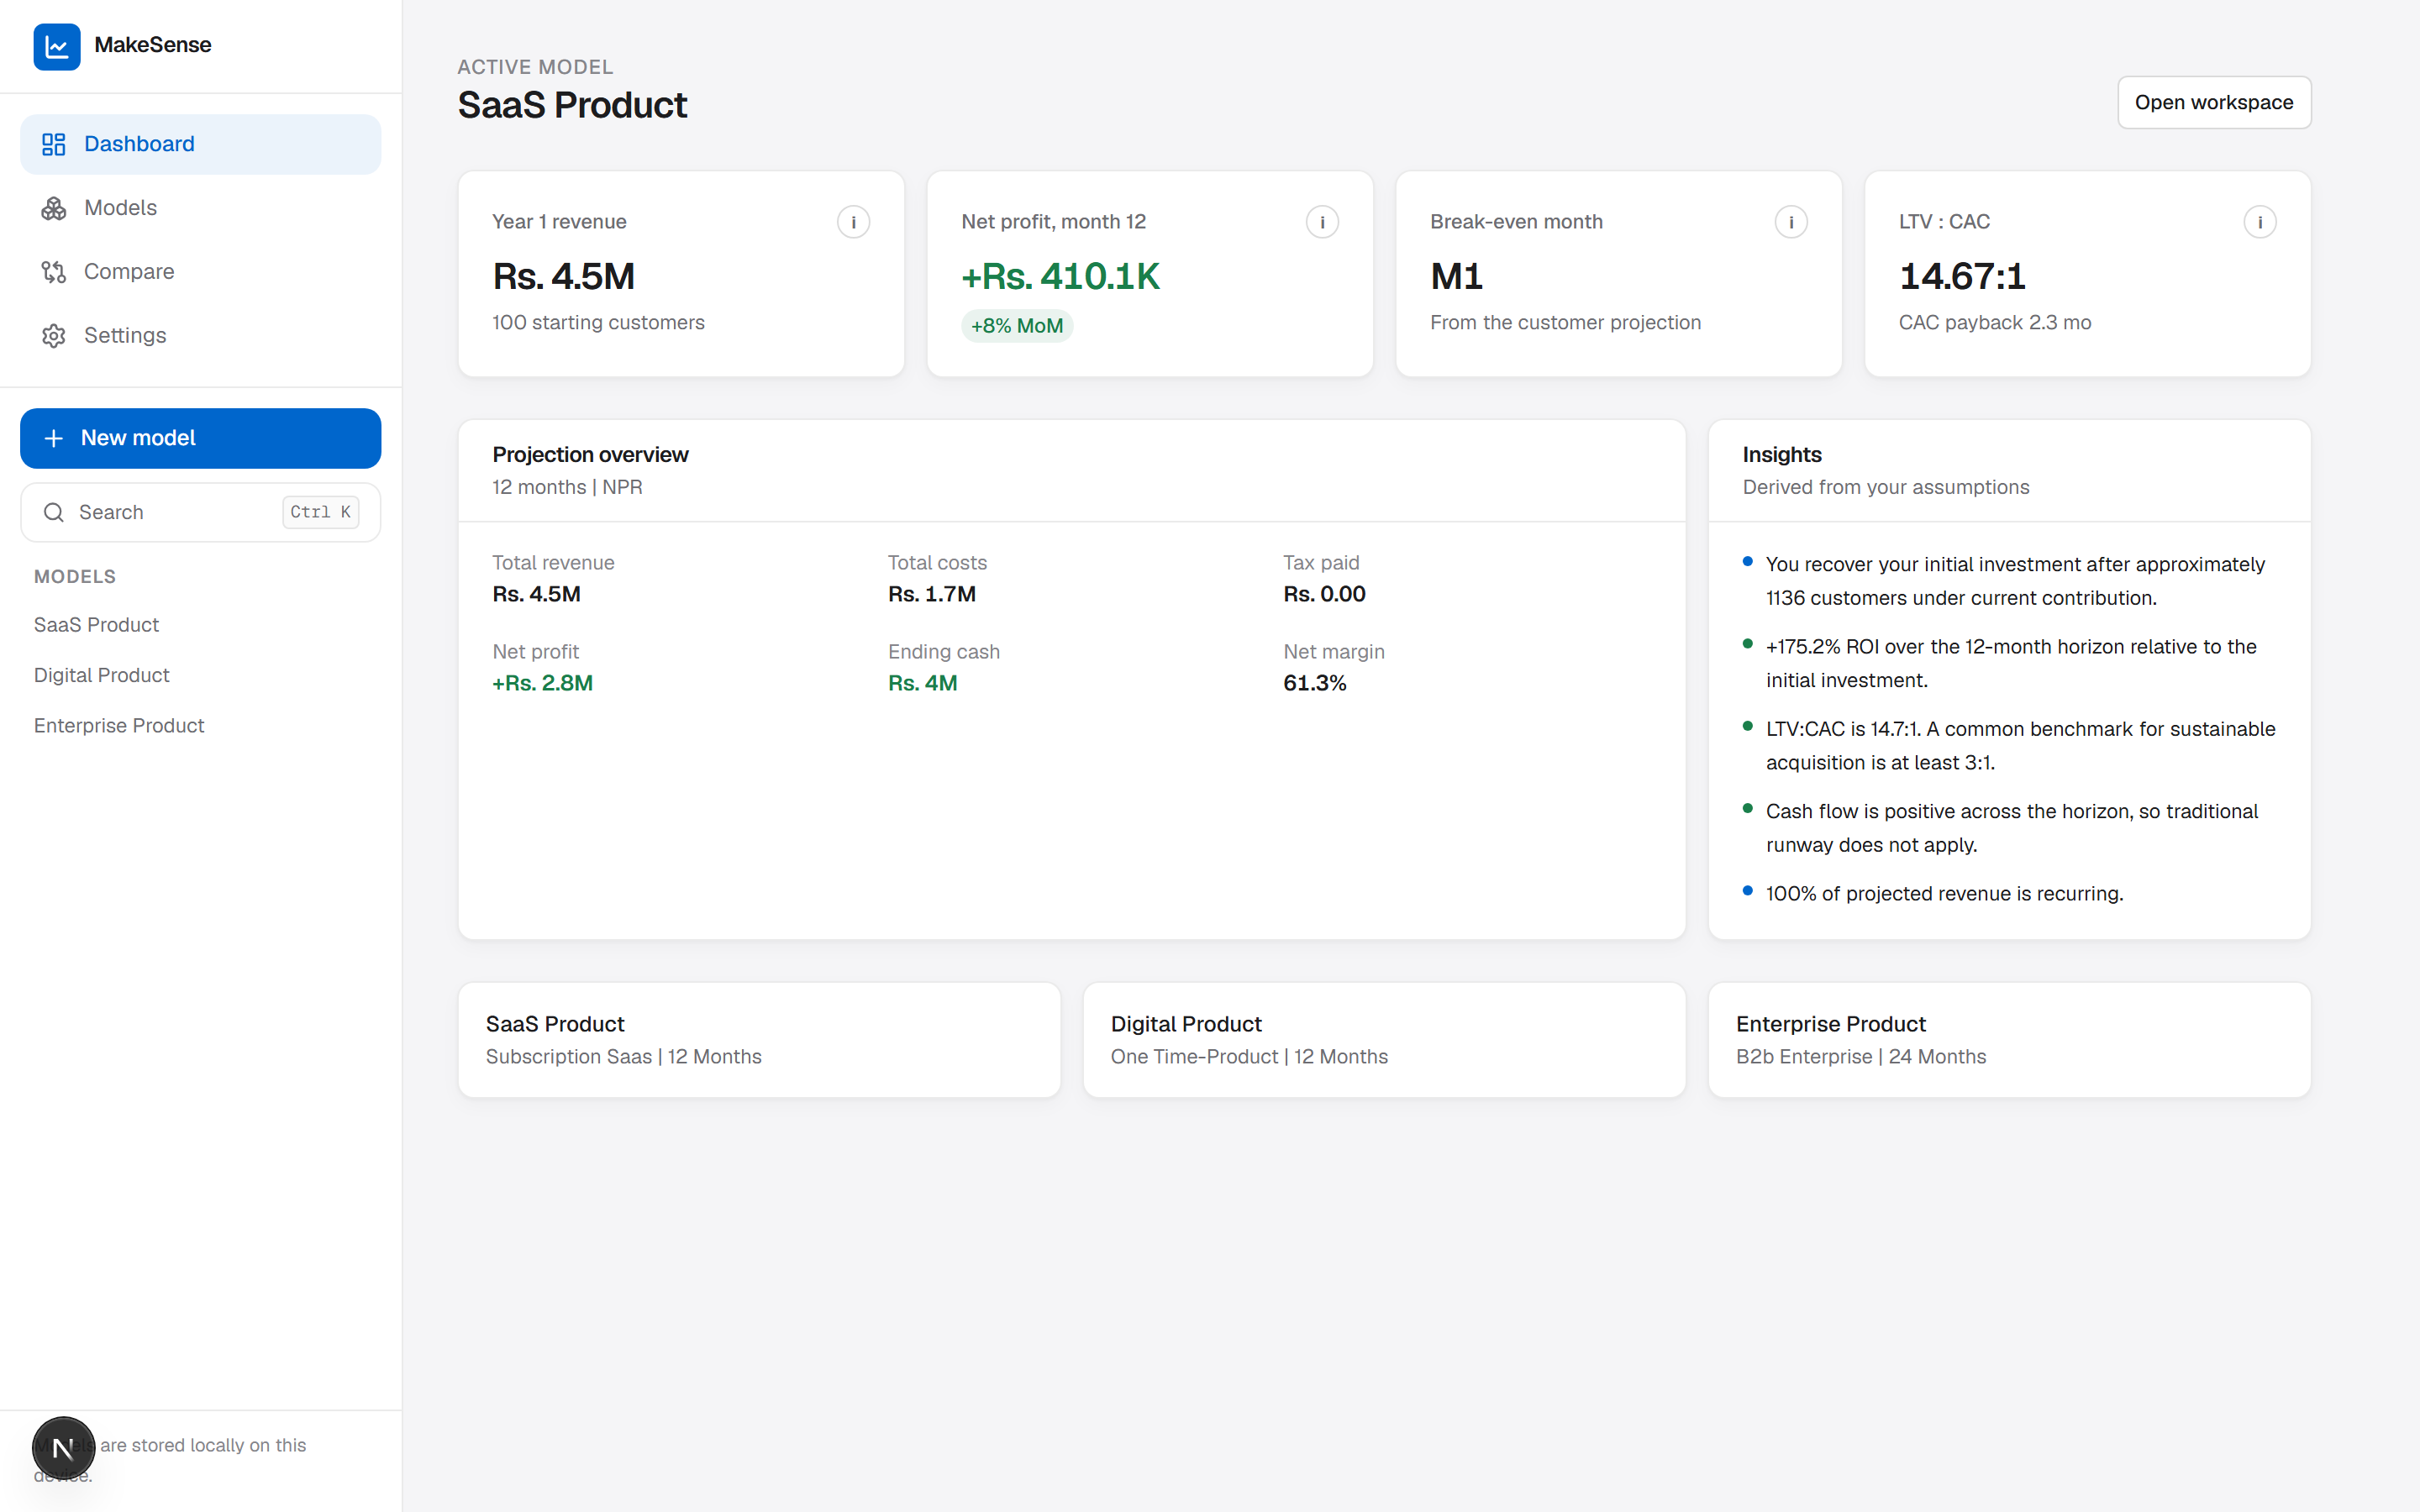 MakeSense
Dashboard
Models
Compare
Settings
New model
Search
Ctrl K
MODELS
SaaS Product
Digital Product
Enterprise Product
are stored locally on this
device.
ACTIVE MODEL
SaaS Product
Open workspace
Year 1 revenue
i
Rs. 4.5M
100 starting customers
Net profit, month 12
i
+Rs. 410.1K
+8% MoM
Break-even month
i
M1
From the customer projection
LTV : CAC
i
14.67:1
CAC payback 2.3 mo
Projection overview
12 months | NPR
Total revenue
Rs. 4.5M
Total costs
Rs. 1.7M
Tax paid
Rs. 0.00
Net profit
+Rs. 2.8M
Ending cash
Rs. 4M
Net margin
61.3%
Insights
Derived from your assumptions
You recover your initial investment after approximately
1136 customers under current contribution.
+175.2% ROI over the 12-month horizon relative to the
initial investment.
LTV:CAC is 14.7:1. A common benchmark for sustainable
acquisition is at least 3:1.
Cash flow is positive across the horizon, so traditional
runway does not apply.
100% of projected revenue is recurring.
SaaS Product
Subscription Saas | 12 Months
Digital Product
One Time-Product | 12 Months
Enterprise Product
B2b Enterprise | 24 Months